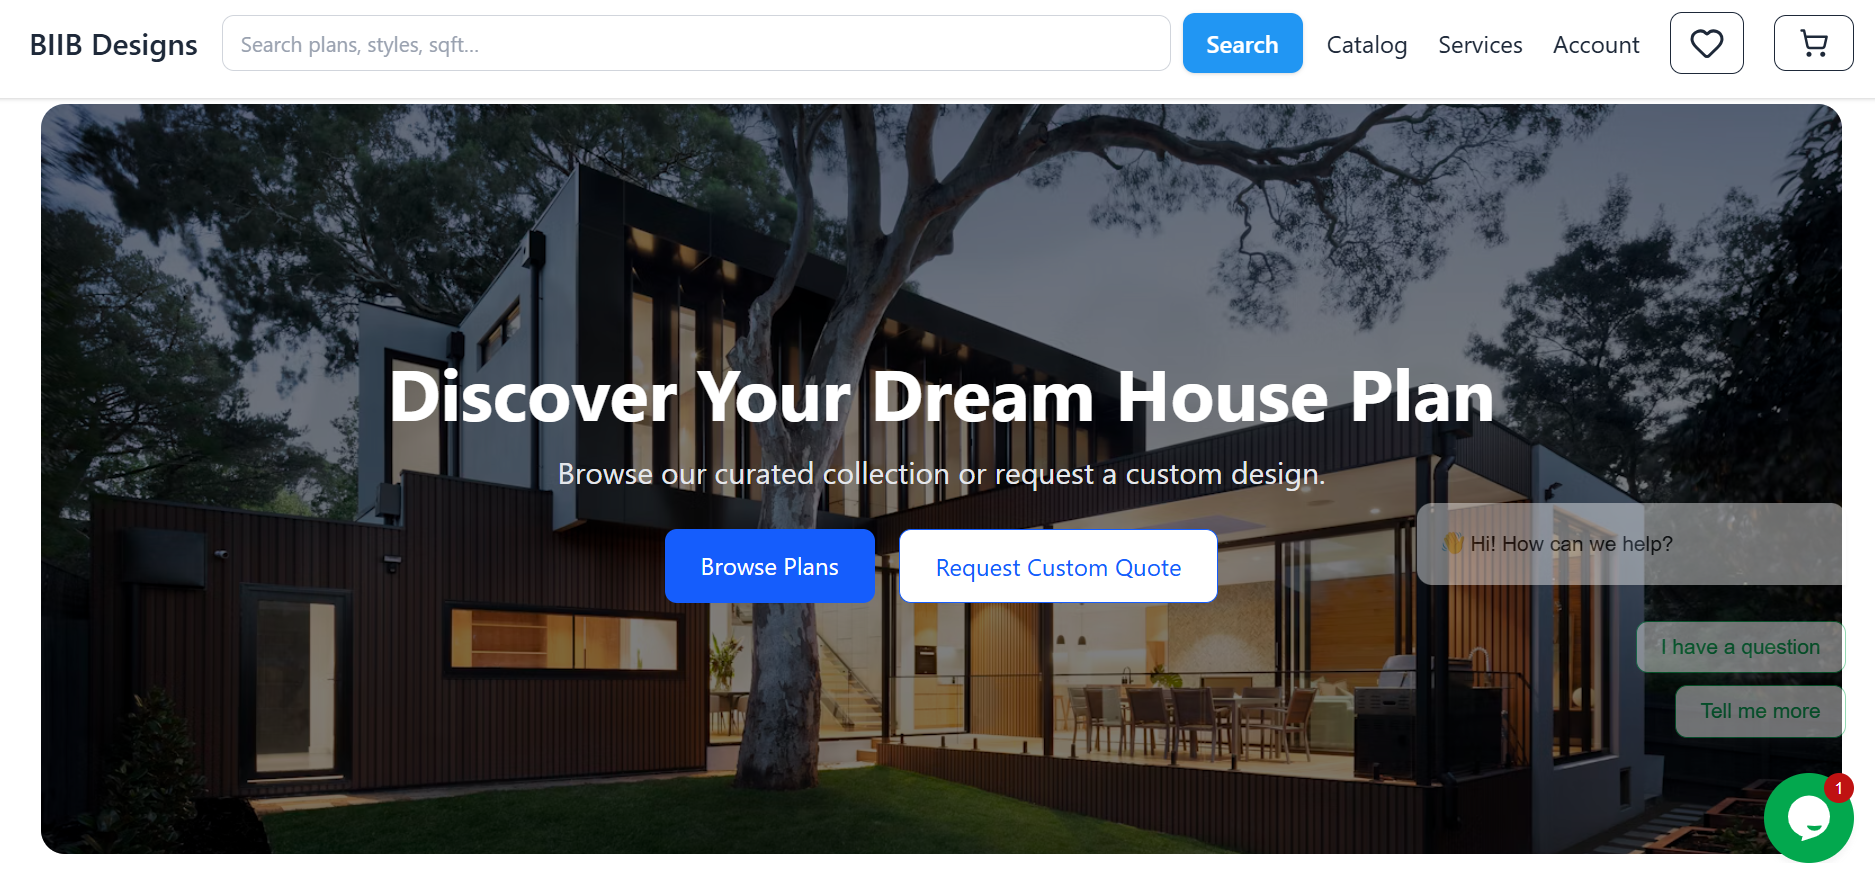 BIIB Designs
Search plans, styles, sqft...
Search
Catalog
Services
Account
Discover Your Dream House Plan
Browse our curated collection or request a custom design.
Browse Plans
Request Custom Quote
👋 Hi! How can we help?
I have a question
Tell me more
1